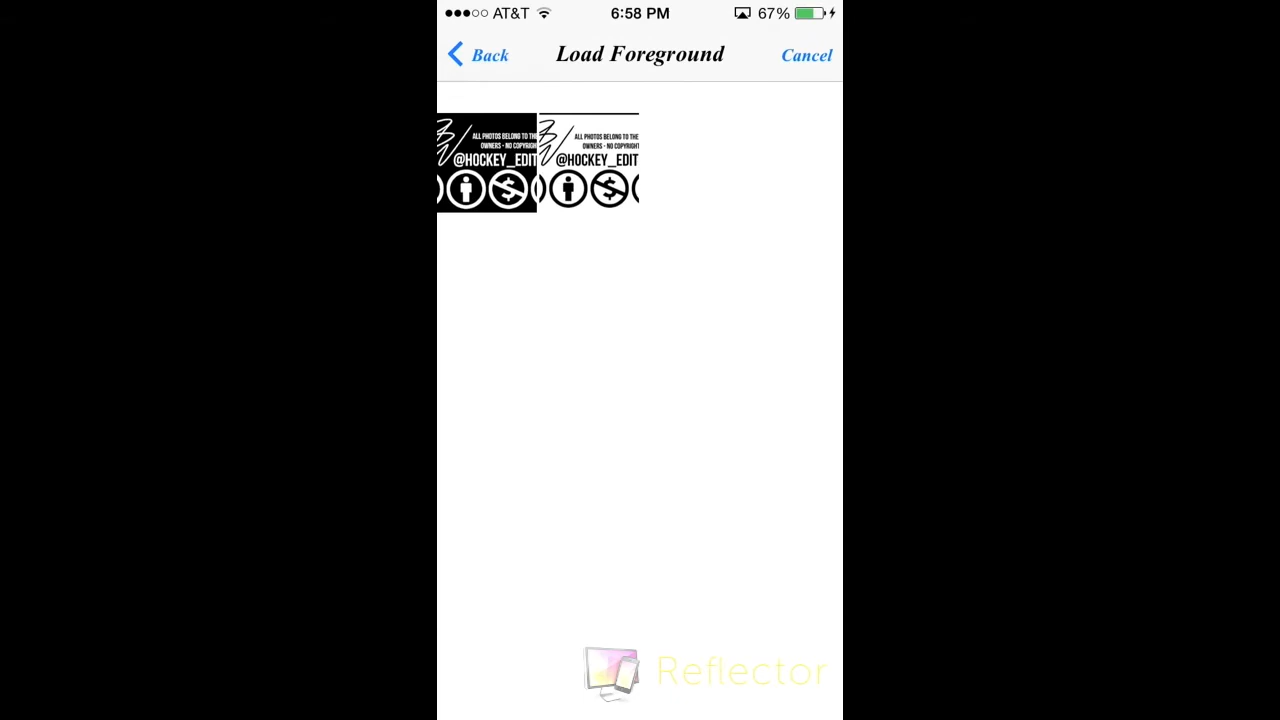 AT&T 6:58 PM 67%
Back Load Foreground Cancel
ALL PHOTOS BELONG TO THE
OWNERS - NO COPYRIGHT
@HOCKEY_EDIT
ALL PHOTOS BELONG TO THE
OWNERS - NO COPYRIGHT
@HOCKEY_EDIT
Reflector